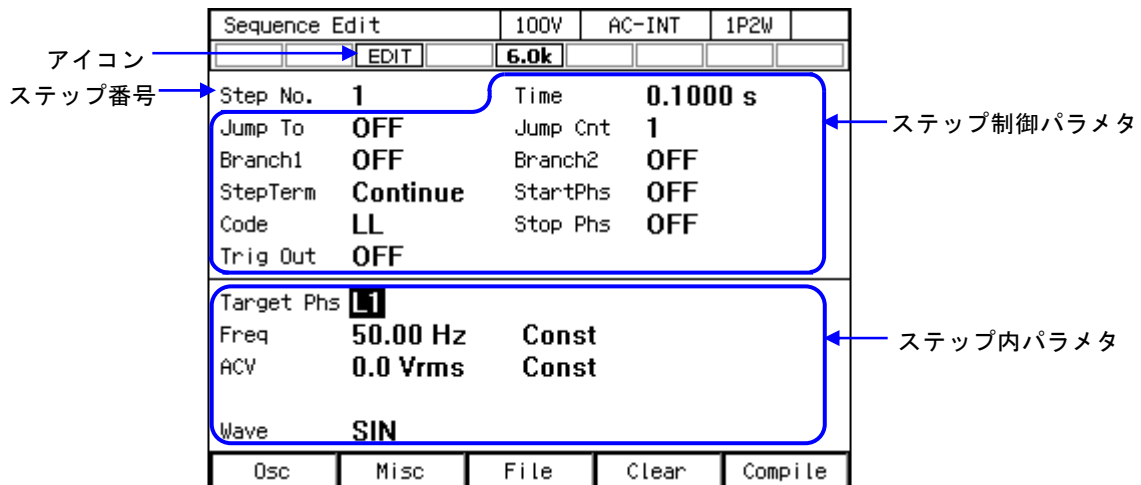 Sequence Edit 100V AC-INT 1P2W
アイコン EDIT 6.0k
ステップ番号 Step No. 1 Time 0.1000 s
Jump To OFF Jump Cnt 1 ステップ制御パラメタ
Branch1 OFF Branch2 OFF
StepTerm Continue StartPhs OFF
Code LL Stop Phs OFF
Trig Out OFF
Target Phs L1
Freq 50.00 Hz Const ステップ内パラメタ
ACV 0.0 Vrms Const
Wave SIN
Osc Misc File Clear Compile